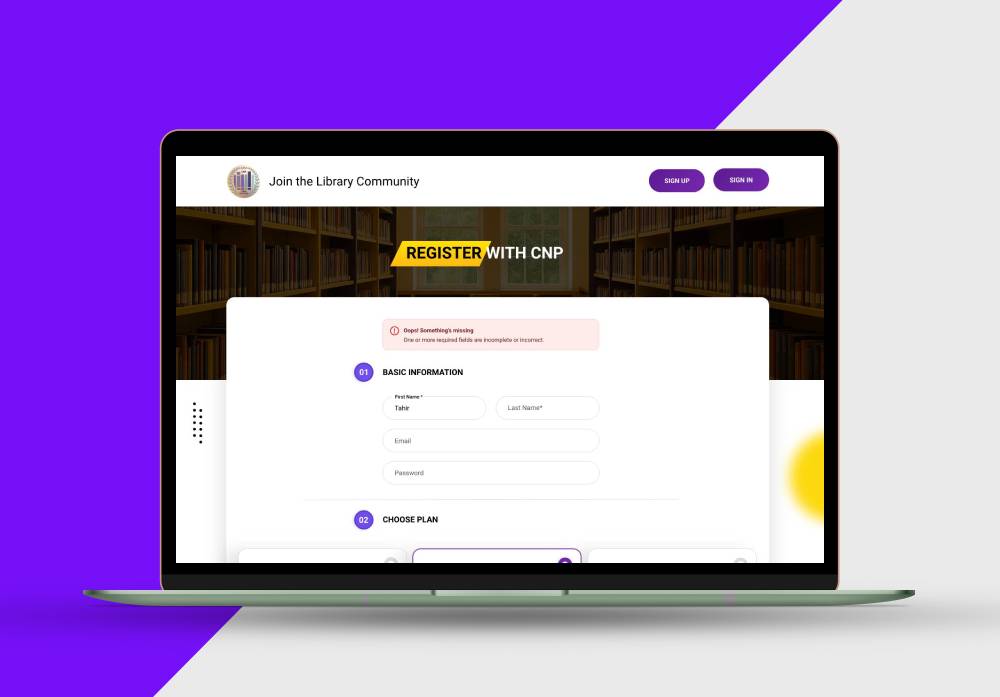 Join the Library Community
SIGN UP
SIGN IN
REGISTER WITH CNP
Oops! Something's missing
One or more required fields are incomplete or incorrect.
01 BASIC INFORMATION
First Name *
Tahir
Last Name*
Email
Password
02 CHOOSE PLAN